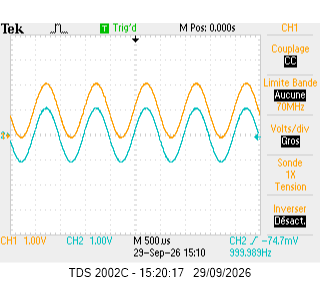 Tek T Trig'd M Pos: 0.000s CH1
Couplage
CC
Limite Bande
Aucune
70MHz
Volts/div
Gros
Sonde
1X
Tension
Inverser
Désact.
2
CH1 1.00V CH2 1.00V M 500µs CH2 -74.7mV
29-Sep-26 15:10 999.989Hz
TDS 2002C - 15:20:17 29/09/2026